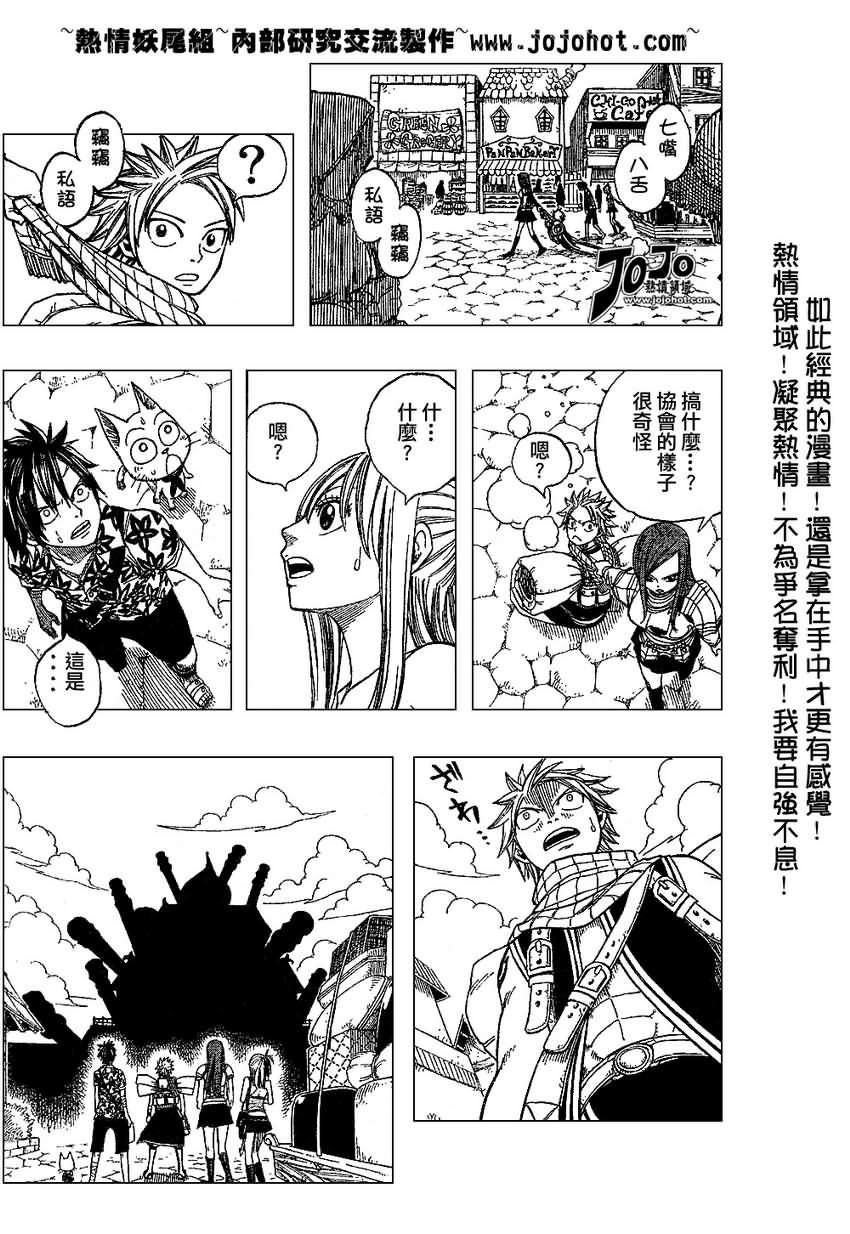 ~熱情妖尾組~內部研究交流製作~www.jojohot.com~
GREEN
GROCERY
PANPAN BAKERY
Cafe
七嘴
八舌
竊竊
私語
JOJO
熱情領域
www.jojohot.com
?
竊竊
私語
搞什麼…?
協會的樣子
很奇怪
嗯?
什…
什麼?
嗯?
這是
‥‥
ざわ…
如此經典的漫畫!還是拿在手中才更有感覺!
熱情領域!凝聚熱情!不為爭名奪利!我要自強不息!